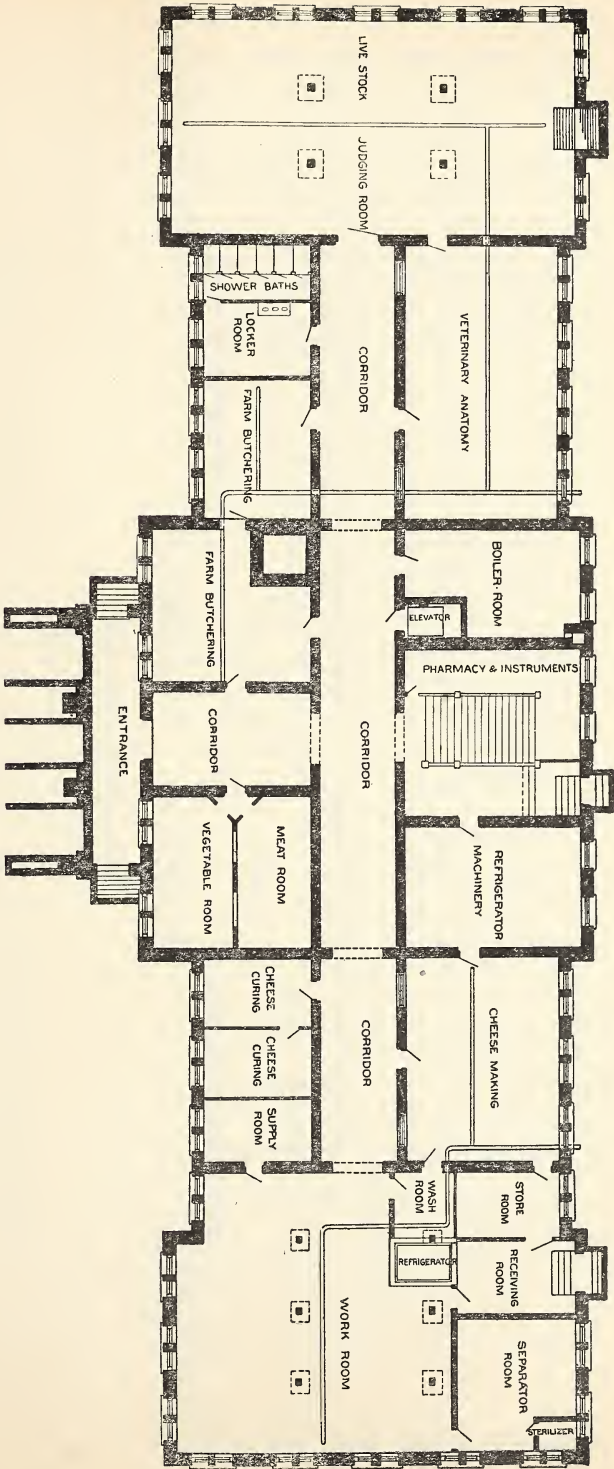 LIVE STOCK
JUDGING ROOM
SHOWER BATHS
LOCKER
ROOM
CORRIDOR
VETERINARY ANATOMY
FARM BUTCHERING
FARM BUTCHERING
BOILER-ROOM
ELEVATOR
PHARMACY & INSTRUMENTS
ENTRANCE
CORRIDOR
CORRIDOR
VEGETABLE ROOM
MEAT ROOM
REFRIGERATOR
MACHINERY
CHEESE
CURING
CHEESE
CURING
SUPPLY
ROOM
CORRIDOR
CHEESE MAKING
WASH
ROOM
STORE
ROOM
REFRIGERATOR
RECEIVING
ROOM
WORK ROOM
SEPARATOR
ROOM
STERILIZER